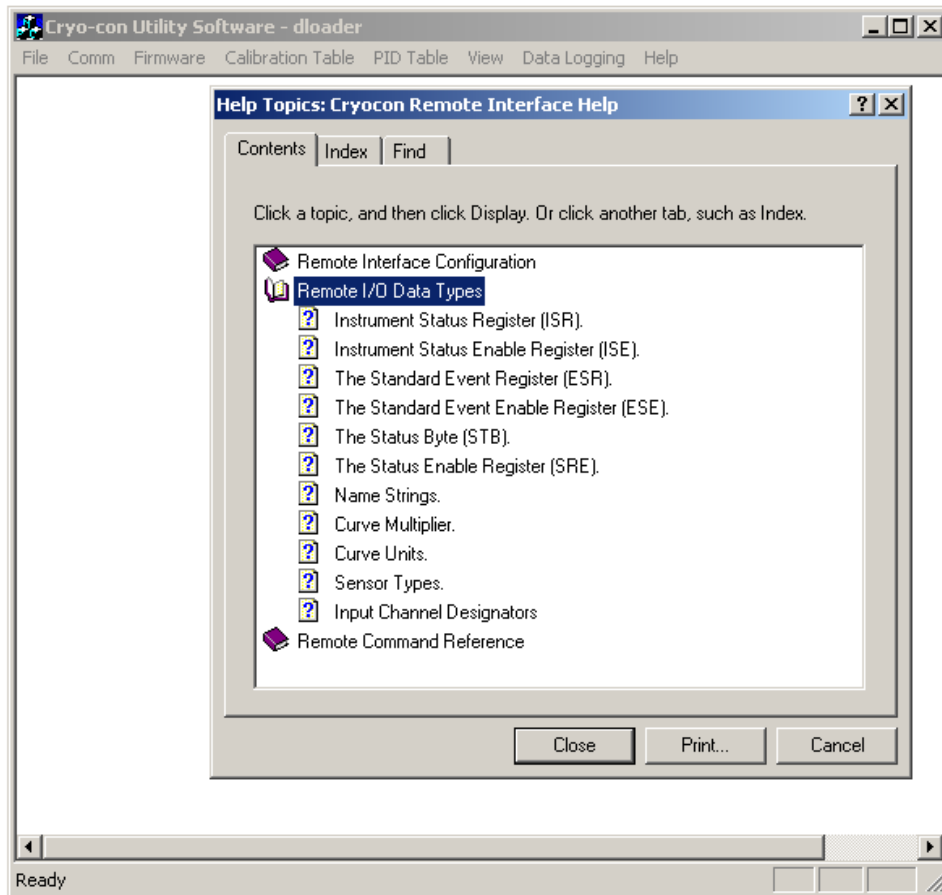 Cryo-con Utility Software - dloader
File Comm Firmware Calibration Table PID Table View Data Logging Help
Help Topics: Cryocon Remote Interface Help
Contents Index Find
Click a topic, and then click Display. Or click another tab, such as Index.
Remote Interface Configuration
Remote I/O Data Types
Instrument Status Register (ISR).
Instrument Status Enable Register (ISE).
The Standard Event Register (ESR).
The Standard Event Enable Register (ESE).
The Status Byte (STB).
The Status Enable Register (SRE).
Name Strings.
Curve Multiplier.
Curve Units.
Sensor Types.
Input Channel Designators
Remote Command Reference
Close Print... Cancel
Ready